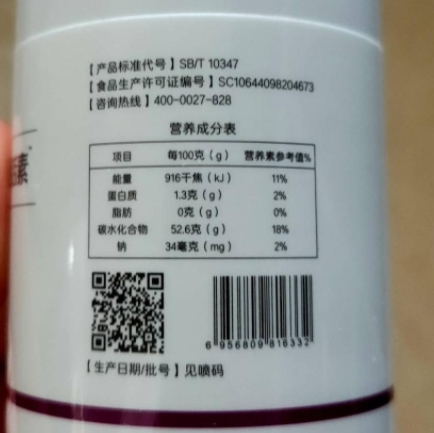 【产品标准代号】SB/T 10347
【食品生产许可证编号】SC10644098204673
【咨询热线】400-0027-828
素
营养成分表
项目 每100克（g） 营养素参考值%
能量 916千焦（kJ） 11%
蛋白质 1.3克（g） 2%
脂肪 0克（g） 0%
碳水化合物 52.6克（g） 18%
钠 34毫克（mg） 2%
6 956809 816332
【生产日期/批号】见喷码